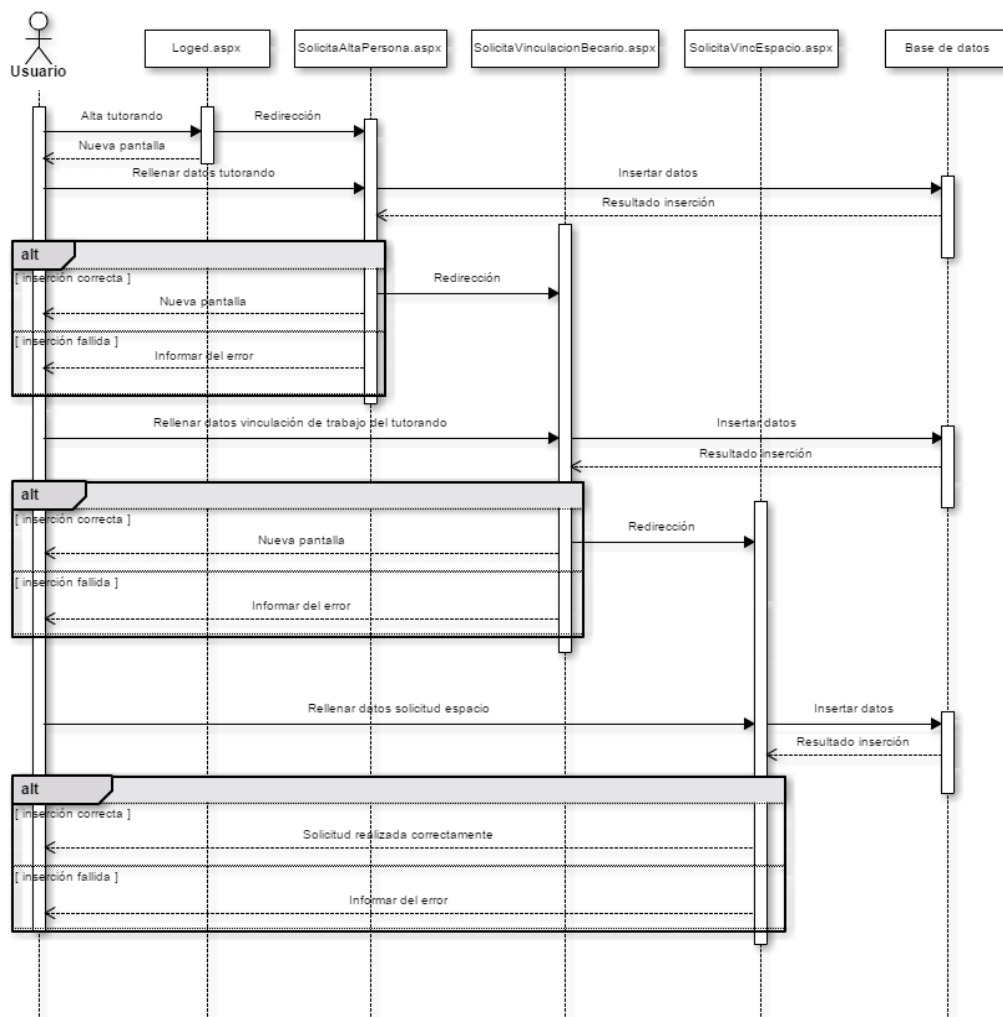 Usuario
Loged.aspx
SolicitaAltaPersona.aspx
SolicitaVinculacionBecario.aspx
SolicitaVincEspacio.aspx
Base de datos
Alta tutorando
Redirección
Nueva pantalla
Rellenar datos tutorando
Insertar datos
Resultado inserción
alt
[ inserción correcta ]
Redirección
Nueva pantalla
[ inserción fallida ]
Informar del error
Rellenar datos vinculación de trabajo del tutorando
Insertar datos
Resultado inserción
alt
[ inserción correcta ]
Redirección
Nueva pantalla
[ inserción fallida ]
Informar del error
Rellenar datos solicitud espacio
Insertar datos
Resultado inserción
alt
[ inserción correcta ]
Solicitud realizada correctamente
[ inserción fallida ]
Informar del error